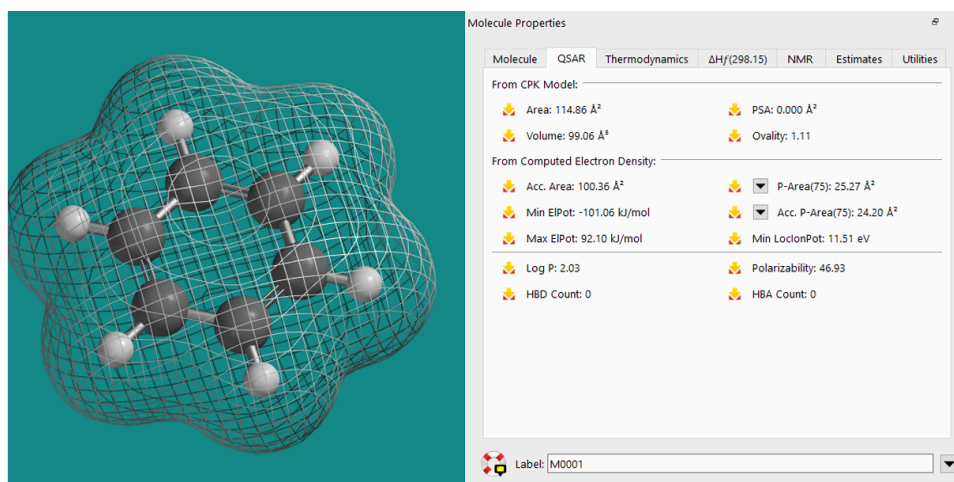 Molecule Properties
Molecule QSAR Thermodynamics ΔHƒ(298.15) NMR Estimates Utilities
From CPK Model:
Area: 114.86 Å² PSA: 0.000 Å²
Volume: 99.06 Å³ Ovality: 1.11
From Computed Electron Density:
Acc. Area: 100.36 Å² P-Area(75): 25.27 Å²
Min ElPot: -101.06 kJ/mol Acc. P-Area(75): 24.20 Å²
Max ElPot: 92.10 kJ/mol Min LocIonPot: 11.51 eV
Log P: 2.03 Polarizability: 46.93
HBD Count: 0 HBA Count: 0
Label: M0001